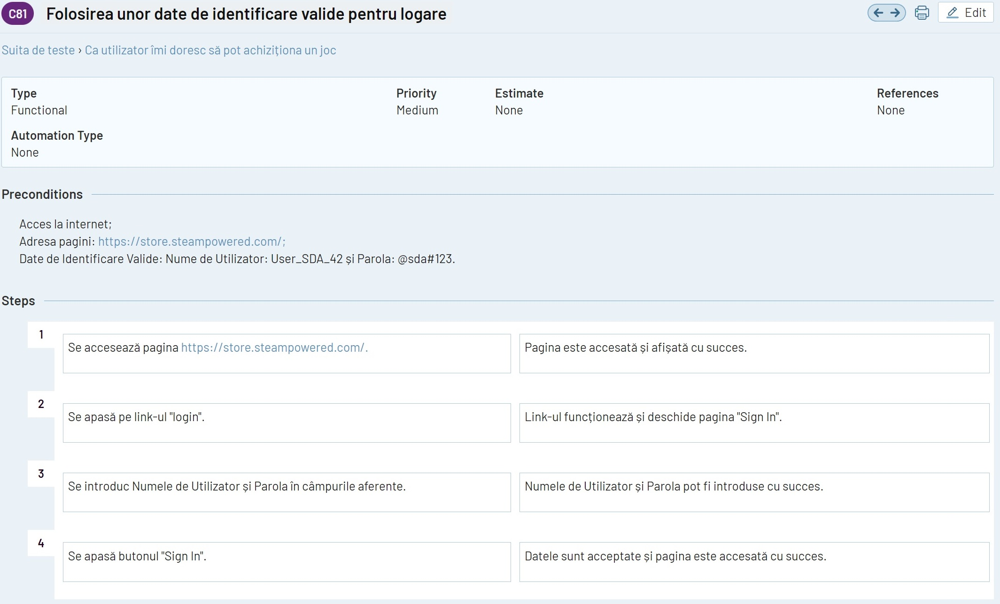 C81 Folosirea unor date de identificare valide pentru logare Edit
Suita de teste › Ca utilizator îmi doresc să pot achiziționa un joc
Type Priority Estimate References
Functional Medium None None
Automation Type
None
Preconditions
Acces la internet;
Adresa pagini: https://store.steampowered.com/;
Date de Identificare Valide: Nume de Utilizator: User_SDA_42 și Parola: @sda#123.
Steps
1
Se accesează pagina https://store.steampowered.com/. Pagina este accesată și afișată cu succes.
2
Se apasă pe link-ul "login". Link-ul funcționează și deschide pagina "Sign In".
3
Se introduc Numele de Utilizator și Parola în câmpurile aferente. Numele de Utilizator și Parola pot fi introduse cu succes.
4
Se apasă butonul "Sign In". Datele sunt acceptate și pagina este accesată cu succes.